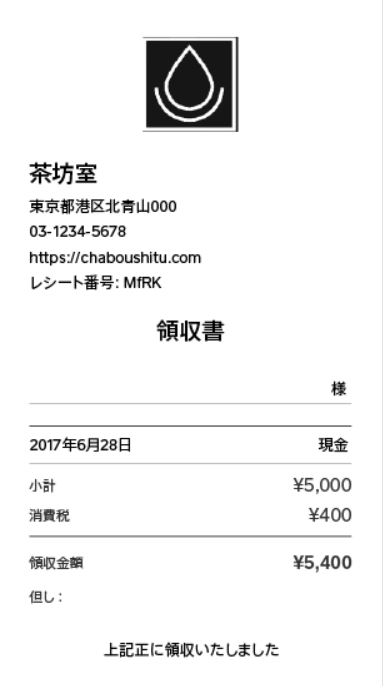 茶坊室
東京都港区北青山000
03-1234-5678
https://chaboushitu.com
レシート番号: MfRK
領収書
様
2017年6月28日 現金
小計 ¥5,000
消費税 ¥400
領収金額 ¥5,400
但し :
上記正に領収いたしました